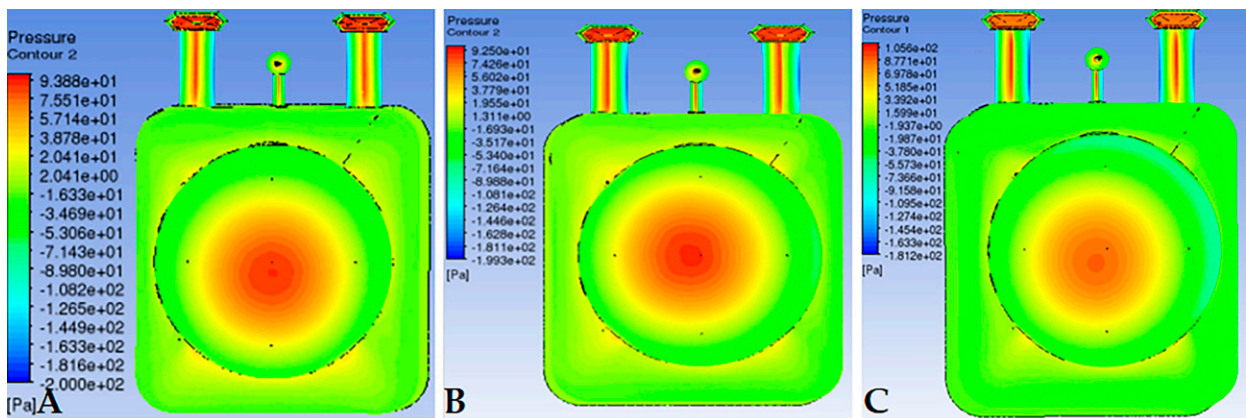 Pressure
Contour 2
9.388e+01
7.551e+01
5.714e+01
3.878e+01
2.041e+01
2.041e+00
-1.633e+01
-3.469e+01
-5.306e+01
-7.143e+01
-8.980e+01
-1.082e+02
-1.265e+02
-1.449e+02
-1.633e+02
-1.816e+02
-2.000e+02
[Pa]
A
Pressure
Contour 2
9.250e+01
7.426e+01
5.602e+01
3.779e+01
1.955e+01
1.311e+00
-1.693e+01
-3.517e+01
-5.340e+01
-7.164e+01
-8.988e+01
-1.081e+02
-1.264e+02
-1.446e+02
-1.628e+02
-1.811e+02
-1.993e+02
[Pa]
B
Pressure
Contour 1
1.056e+02
8.771e+01
6.978e+01
5.185e+01
3.392e+01
1.599e+01
-1.937e+00
-1.987e+01
-3.780e+01
-5.573e+01
-7.366e+01
-9.158e+01
-1.095e+02
-1.274e+02
-1.454e+02
-1.633e+02
-1.812e+02
[Pa]
C